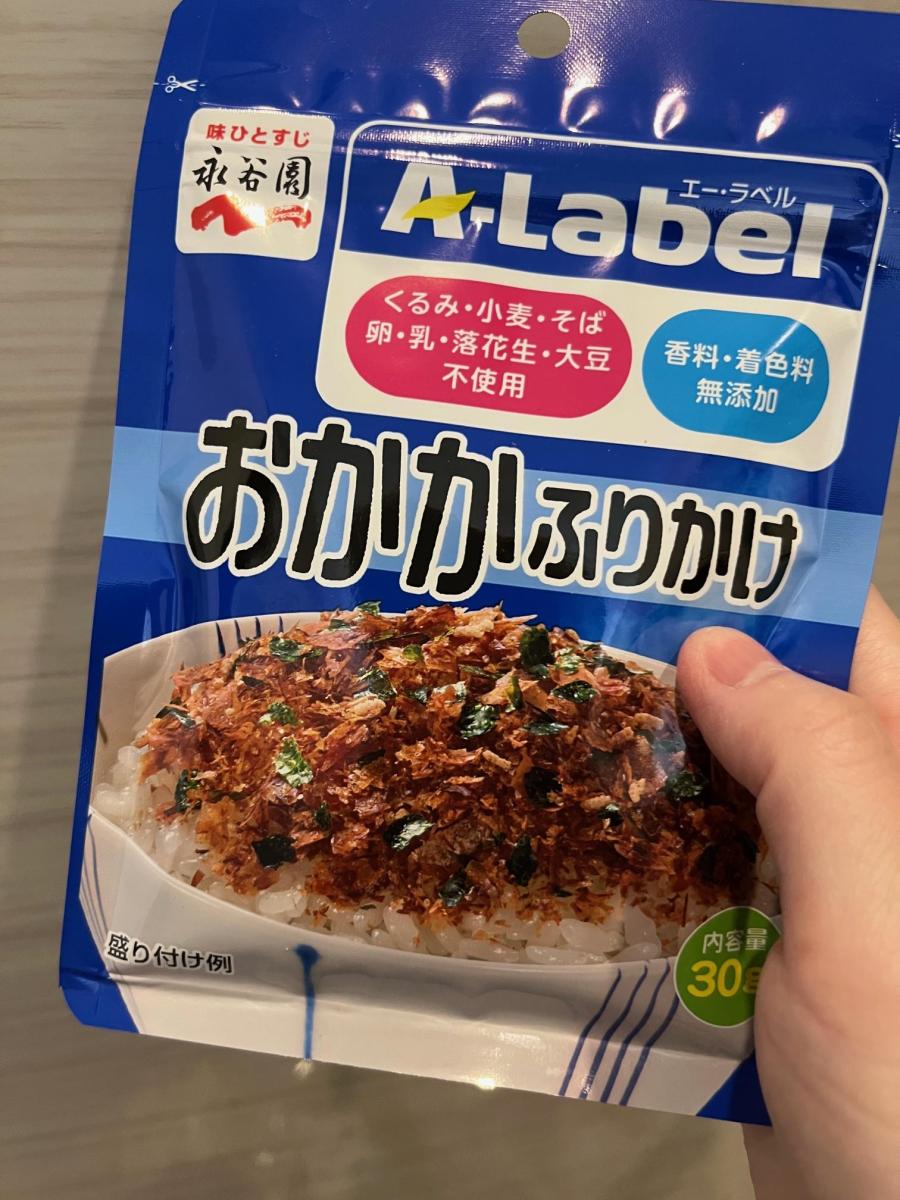 味ひとすじ
永谷園
エー・ラベル
A-Label
くるみ・小麦・そば
卵・乳・落花生・大豆
不使用
香料・着色料
無添加
おかかふりかけ
盛り付け例
内容量
30g